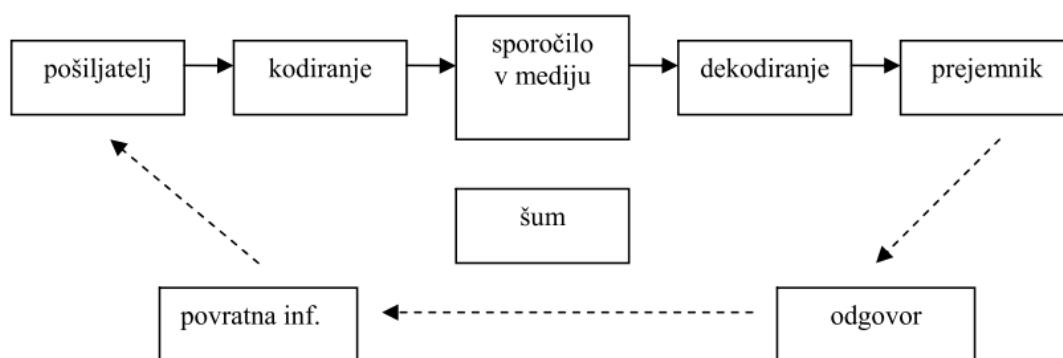 pošiljatelj
kodiranje
sporočilo
v mediju
dekodiranje
prejemnik
šum
povratna inf.
odgovor